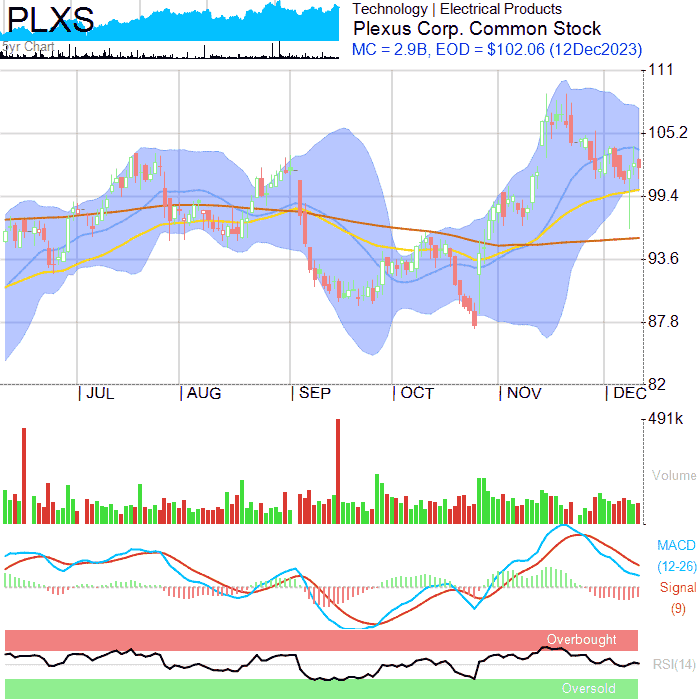 PLXS
5yr Chart
Technology | Electrical Products
Plexus Corp. Common Stock
MC = 2.9B, EOD = $102.06 (12Dec2023)
111
105.2
99.4
93.6
87.8
82
| JUL | AUG | SEP | OCT | NOV | DEC
491k
Volume
MACD
(12-26)
Signal
(9)
Overbought
RSI(14)
Oversold